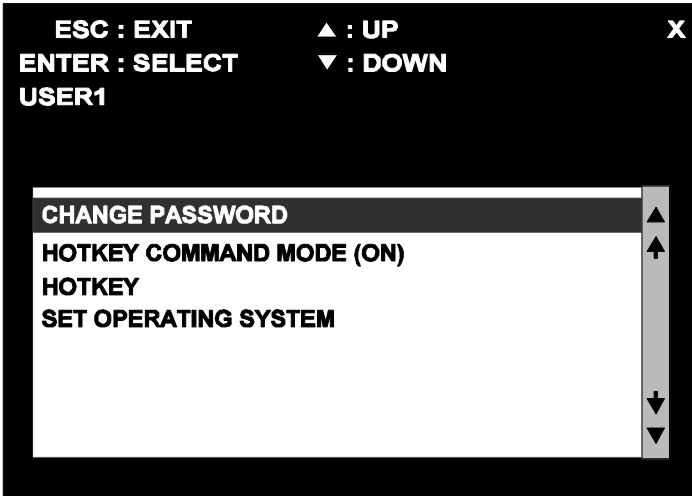 ESC : EXIT ▲ : UP X
ENTER : SELECT ▼ : DOWN
USER1
CHANGE PASSWORD
HOTKEY COMMAND MODE (ON)
HOTKEY
SET OPERATING SYSTEM